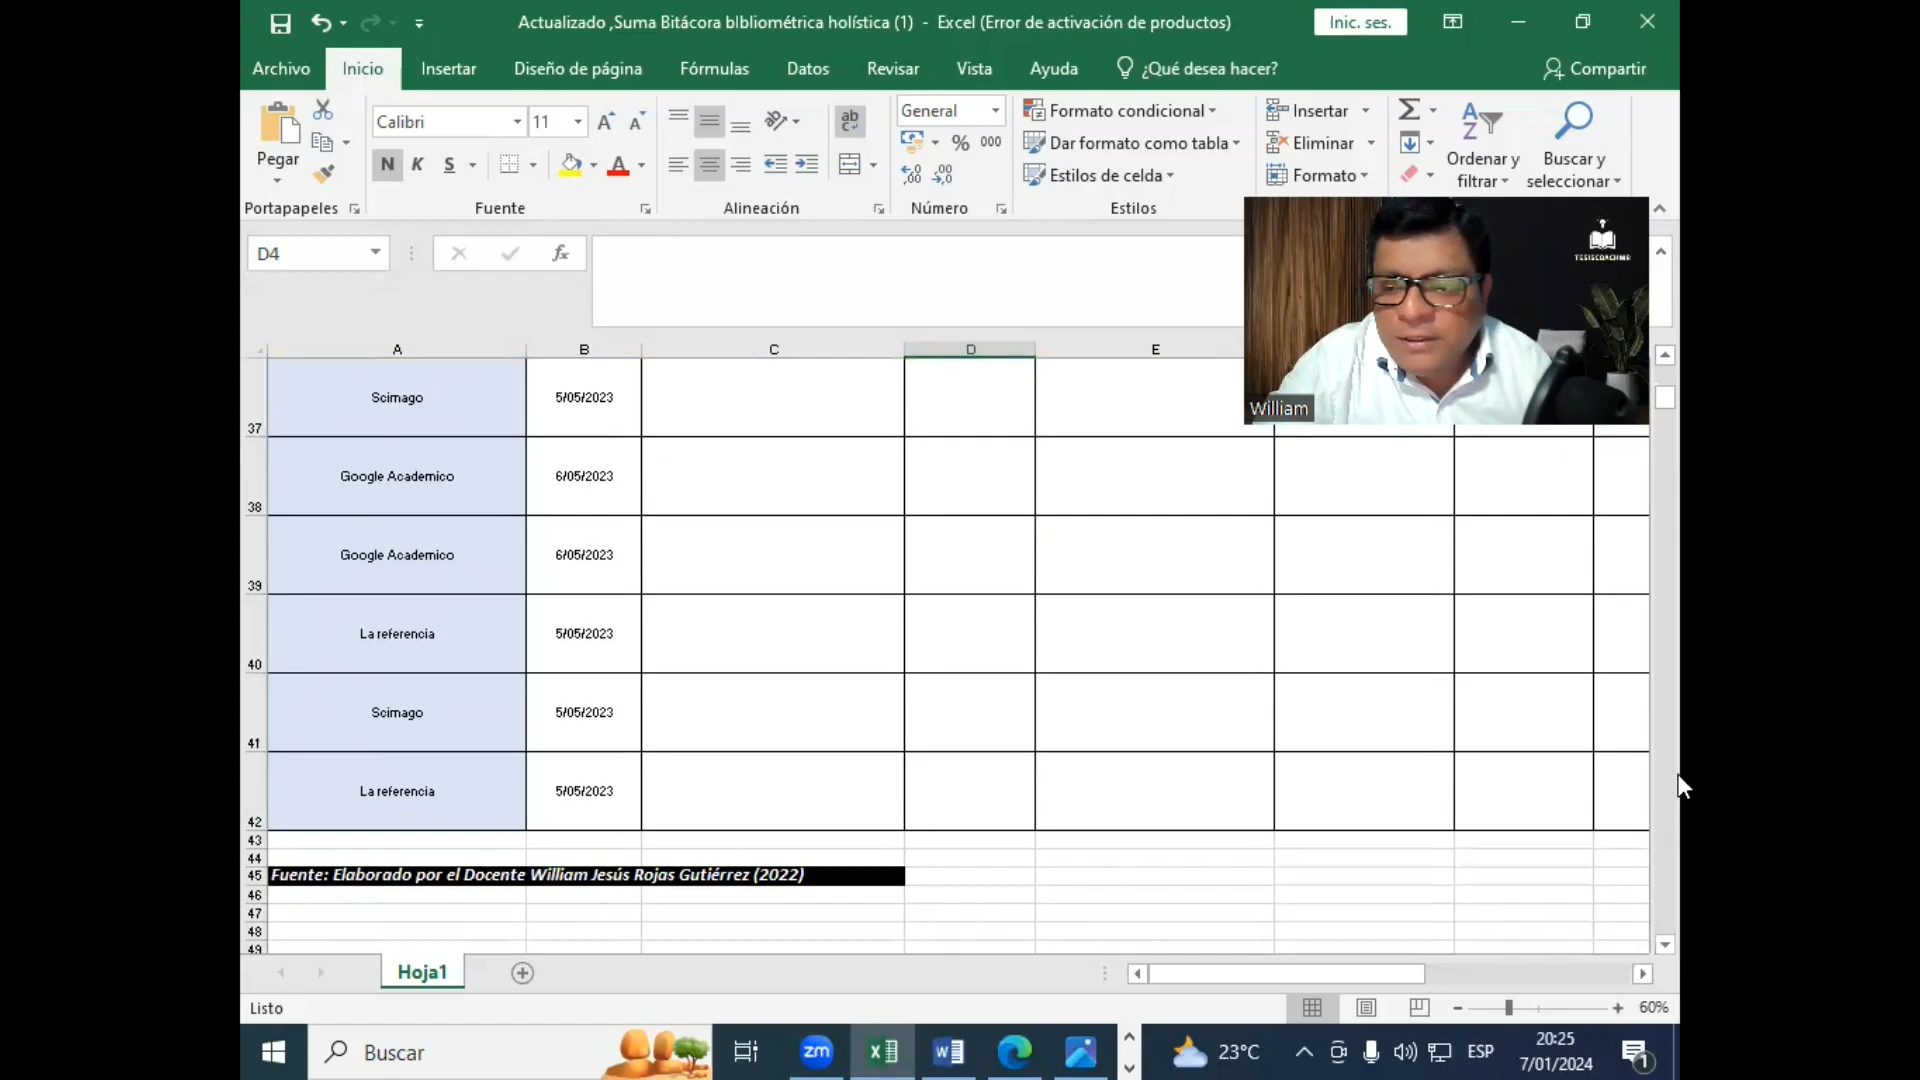 Actualizado ,Suma Bitácora bIbliométrica holística (1) - Excel (Error de activación de productos)
Inic. ses.
Archivo Inicio Insertar Diseño de página Fórmulas Datos Revisar Vista Ayuda ¿Qué desea hacer? Compartir
Pegar
Calibri 11
N K S
General
% 000
Formato condicional
Dar formato como tabla
Estilos de celda
Insertar
Eliminar
Formato
Ordenar y filtrar
Buscar y seleccionar
Portapapeles Fuente Alineación Número Estilos
D4
fx
TESISCOACHWR
William
A B C D E
37 Scimago 5/05/2023
38 Google Academico 6/05/2023
39 Google Academico 6/05/2023
40 La referencia 5/05/2023
41 Scimago 5/05/2023
42 La referencia 5/05/2023
43
44
45 Fuente: Elaborado por el Docente William Jesús Rojas Gutiérrez (2022)
46
47
48
49
Hoja1
Listo
60%
Buscar
zm
23°C
ESP
20:25
7/01/2024
1